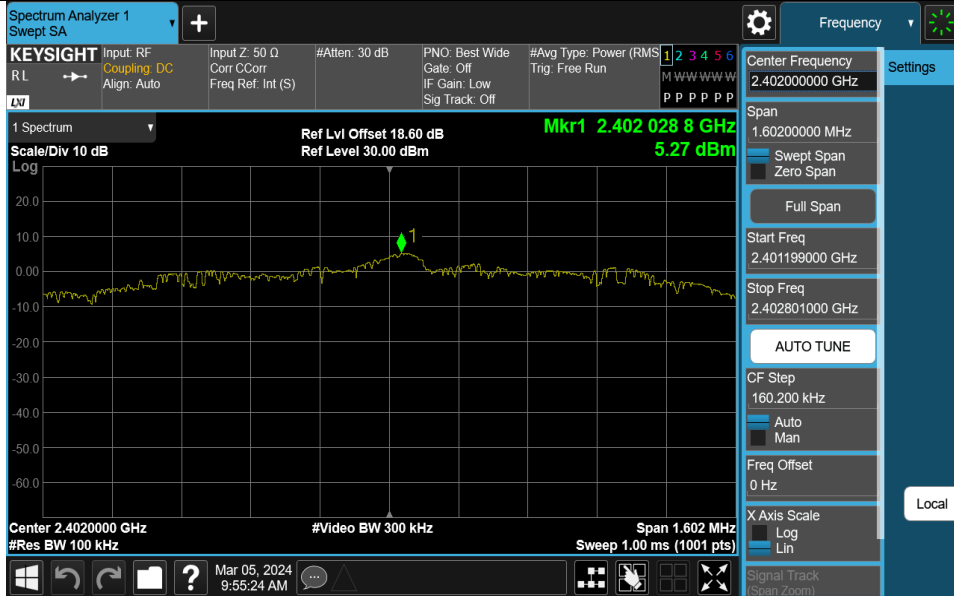 Spectrum Analyzer 1
Swept SA
Frequency
KEYSIGHT
R L
LXI
Input: RF
Coupling: DC
Align: Auto
Input Z: 50 Ω
Corr CCorr
Freq Ref: Int (S)
#Atten: 30 dB
PNO: Best Wide
Gate: Off
IF Gain: Low
Sig Track: Off
#Avg Type: Power (RMS
Trig: Free Run
1 2 3 4 5 6
M W W W W W
P P P P P P
Center Frequency
2.402000000 GHz
Settings
Span
1.60200000 MHz
Swept Span
Zero Span
Full Span
Start Freq
2.401199000 GHz
Stop Freq
2.402801000 GHz
AUTO TUNE
CF Step
160.200 kHz
Auto
Man
Freq Offset
0 Hz
X Axis Scale
Log
Lin
Signal Track
(Span Zoom)
Local
1 Spectrum
Scale/Div 10 dB
Log
Ref Lvl Offset 18.60 dB
Ref Level 30.00 dBm
Mkr1 2.402 028 8 GHz
5.27 dBm
1
20.0
10.0
0.00
-10.0
-20.0
-30.0
-40.0
-50.0
-60.0
Center 2.4020000 GHz
#Video BW 300 kHz
Span 1.602 MHz
#Res BW 100 kHz
Sweep 1.00 ms (1001 pts)
Mar 05, 2024
9:55:24 AM